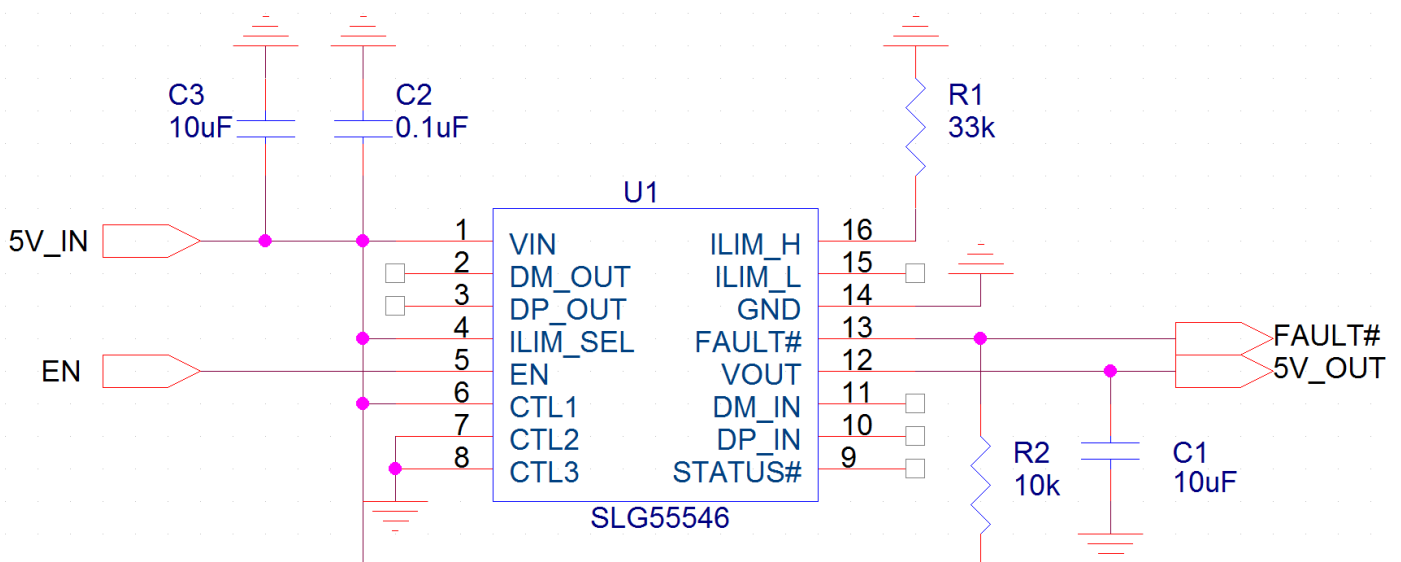 C3
10uF
C2
0.1uF
R1
33k
U1
5V_IN
1
VIN
ILIM_H
16
2
DM_OUT
ILIM_L
15
3
DP_OUT
GND
14
4
ILIM_SEL
FAULT#
13
FAULT#
EN
5
EN
VOUT
12
5V_OUT
6
CTL1
DM_IN
11
7
CTL2
DP_IN
10
8
CTL3
STATUS#
9
R2
10k
C1
10uF
SLG55546